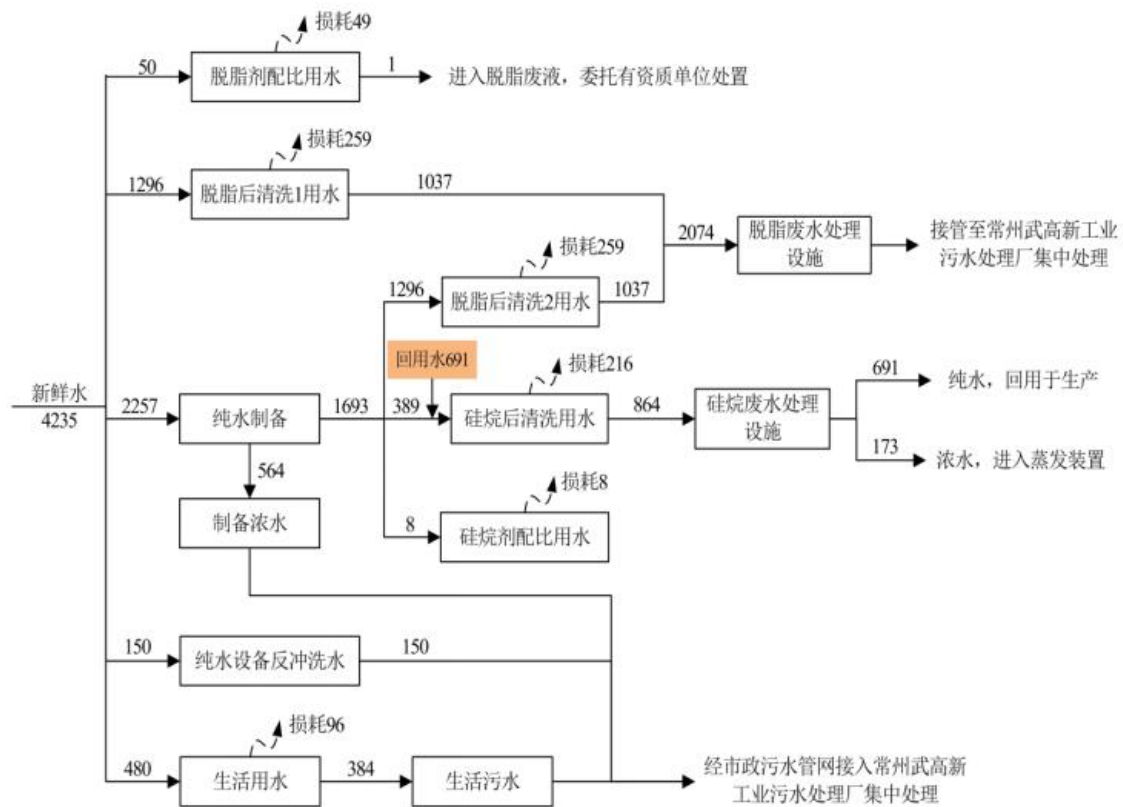 损耗49
50
脱脂剂配比用水
1
进入脱脂废液，委托有资质单位处置
损耗259
1296
脱脂后清洗1用水
1037
2074
脱脂废水处理
设施
接管至常州武高新工业
污水处理厂集中处理
损耗259
1296
脱脂后清洗2用水
1037
回用水691
损耗216
新鲜水
4235
2257
纯水制备
1693
389
硅烷后清洗用水
864
硅烷废水处理
设施
691
纯水，回用于生产
173
浓水，进入蒸发装置
564
制备浓水
损耗8
8
硅烷剂配比用水
150
纯水设备反冲洗水
150
损耗96
480
生活用水
384
生活污水
经市政污水管网接入常州武高新
工业污水处理厂集中处理